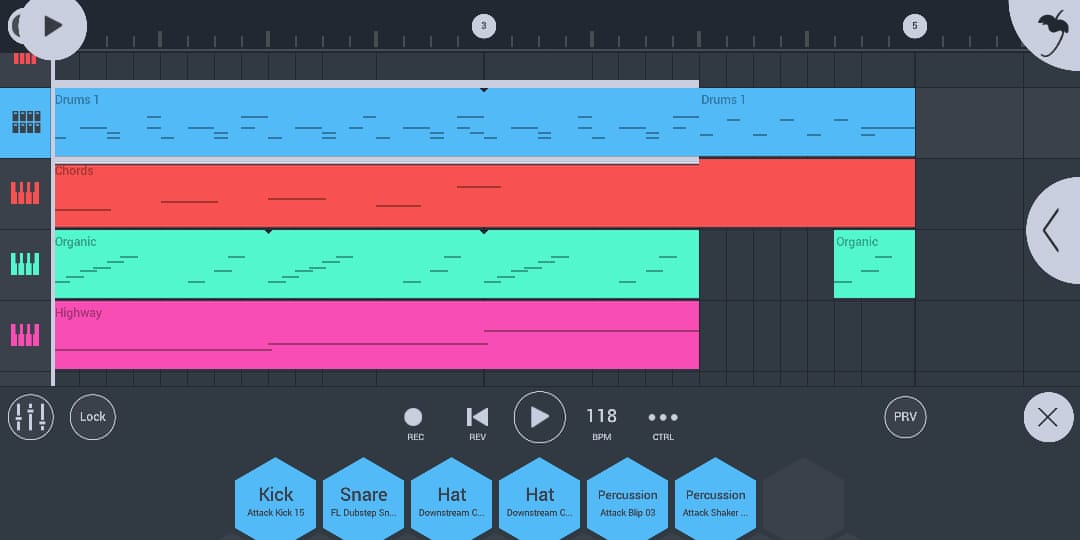 3
5
Drums 1
Drums 1
Chords
Organic
Organic
Highway
Lock
REC
REV
118
BPM
CTRL
PRV
Kick
Attack Kick 15
Snare
FL Dubstep Sn...
Hat
Downstream C...
Hat
Downstream C...
Percussion
Attack Blip 03
Percussion
Attack Shaker ...